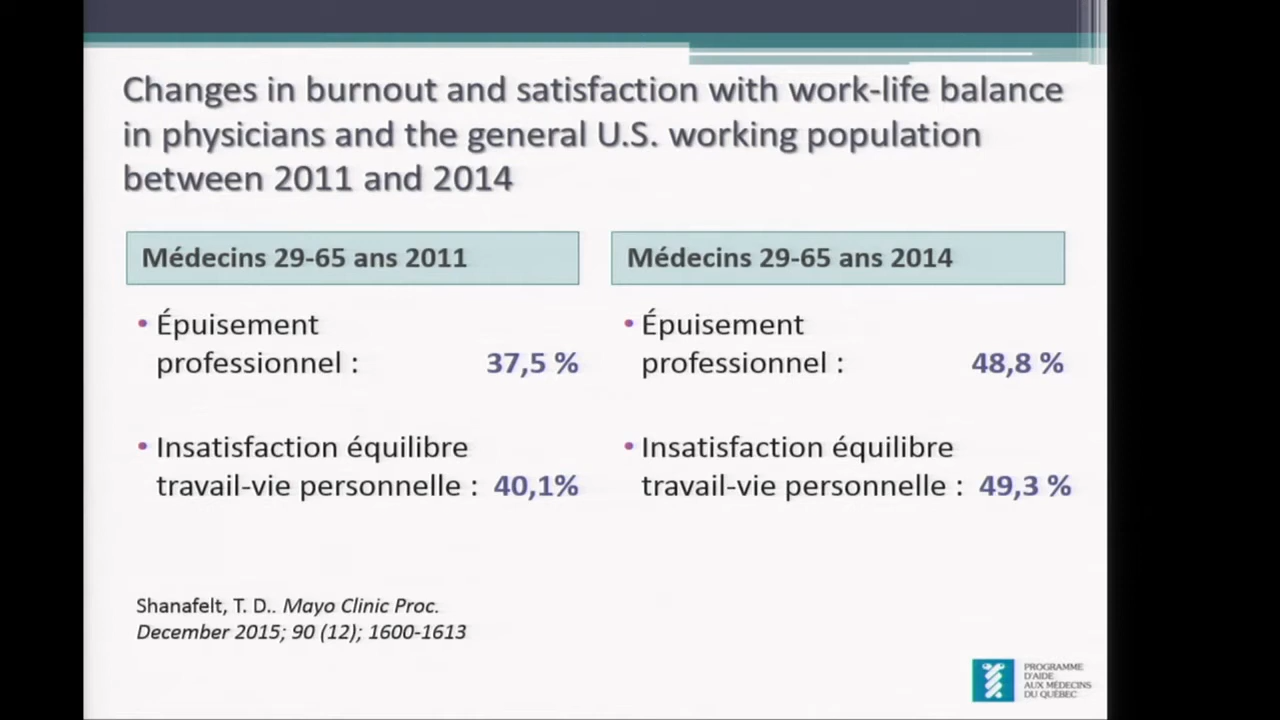 Changes in burnout and satisfaction with work-life balance
in physicians and the general U.S. working population
between 2011 and 2014
Médecins 29-65 ans 2011
• Épuisement
professionnel : 37,5 %
• Insatisfaction équilibre
travail-vie personnelle : 40,1%
Médecins 29-65 ans 2014
• Épuisement
professionnel : 48,8 %
• Insatisfaction équilibre
travail-vie personnelle : 49,3 %
Shanafelt, T. D.. Mayo Clinic Proc.
December 2015; 90 (12); 1600-1613
PROGRAMME
D'AIDE
AUX MÉDECINS
DU QUÉBEC